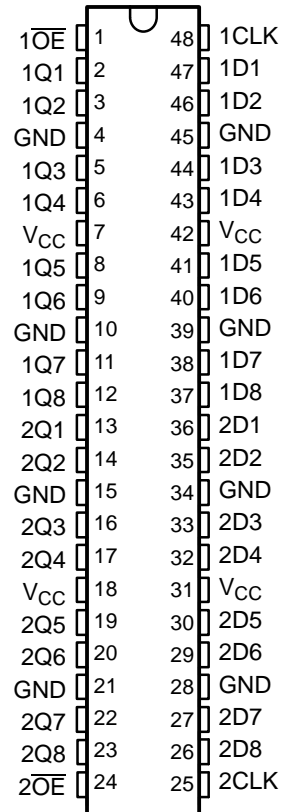 1O̅E̅ 1 48 1CLK
1Q1 2 47 1D1
1Q2 3 46 1D2
GND 4 45 GND
1Q3 5 44 1D3
1Q4 6 43 1D4
VCC 7 42 VCC
1Q5 8 41 1D5
1Q6 9 40 1D6
GND 10 39 GND
1Q7 11 38 1D7
1Q8 12 37 1D8
2Q1 13 36 2D1
2Q2 14 35 2D2
GND 15 34 GND
2Q3 16 33 2D3
2Q4 17 32 2D4
VCC 18 31 VCC
2Q5 19 30 2D5
2Q6 20 29 2D6
GND 21 28 GND
2Q7 22 27 2D7
2Q8 23 26 2D8
2O̅E̅ 24 25 2CLK